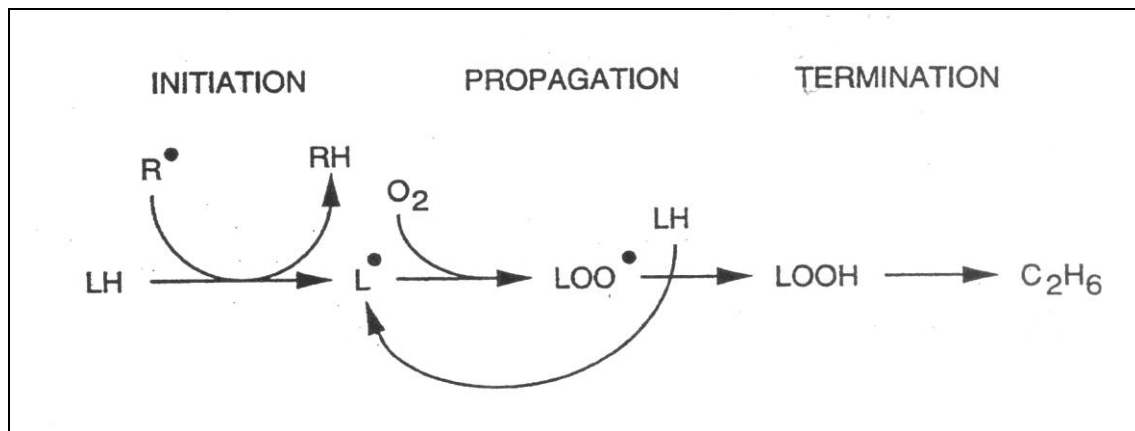 INITIATION PROPAGATION TERMINATION
R• RH
O₂ LH
LH L• LOO• LOOH C₂H₆